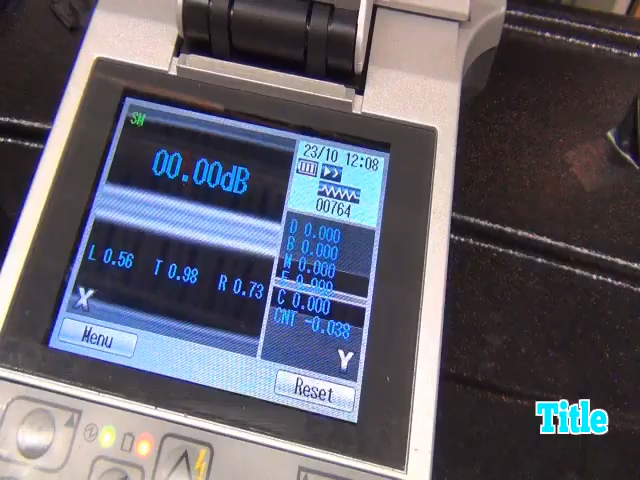 SM
00.00dB
L 0.56 T 0.98 R 0.73
X
Menu
23/10 12:08
00764
D 0.000
B 0.000
M 0.000
E 0.000
C 0.000
CNT -0.038
Y
Reset
Title